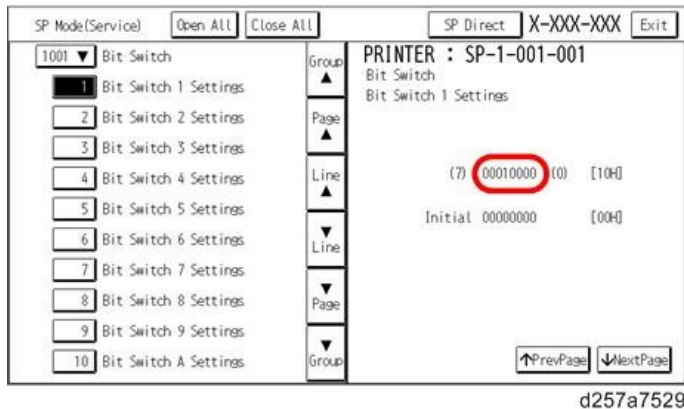 SP Mode(Service) Open All Close All SP Direct X-XXX-XXX Exit
1001 ▼ Bit Switch
1 Bit Switch 1 Settings
2 Bit Switch 2 Settings
3 Bit Switch 3 Settings
4 Bit Switch 4 Settings
5 Bit Switch 5 Settings
6 Bit Switch 6 Settings
7 Bit Switch 7 Settings
8 Bit Switch 8 Settings
9 Bit Switch 9 Settings
10 Bit Switch A Settings
Group
▲
Page
▲
Line
▲
▼
Line
▼
Page
▼
Group
PRINTER : SP-1-001-001
Bit Switch
Bit Switch 1 Settings
(7) 00010000 (0) [10H]
Initial 00000000 [00H]
↑PrevPage ↓NextPage
d257a7529